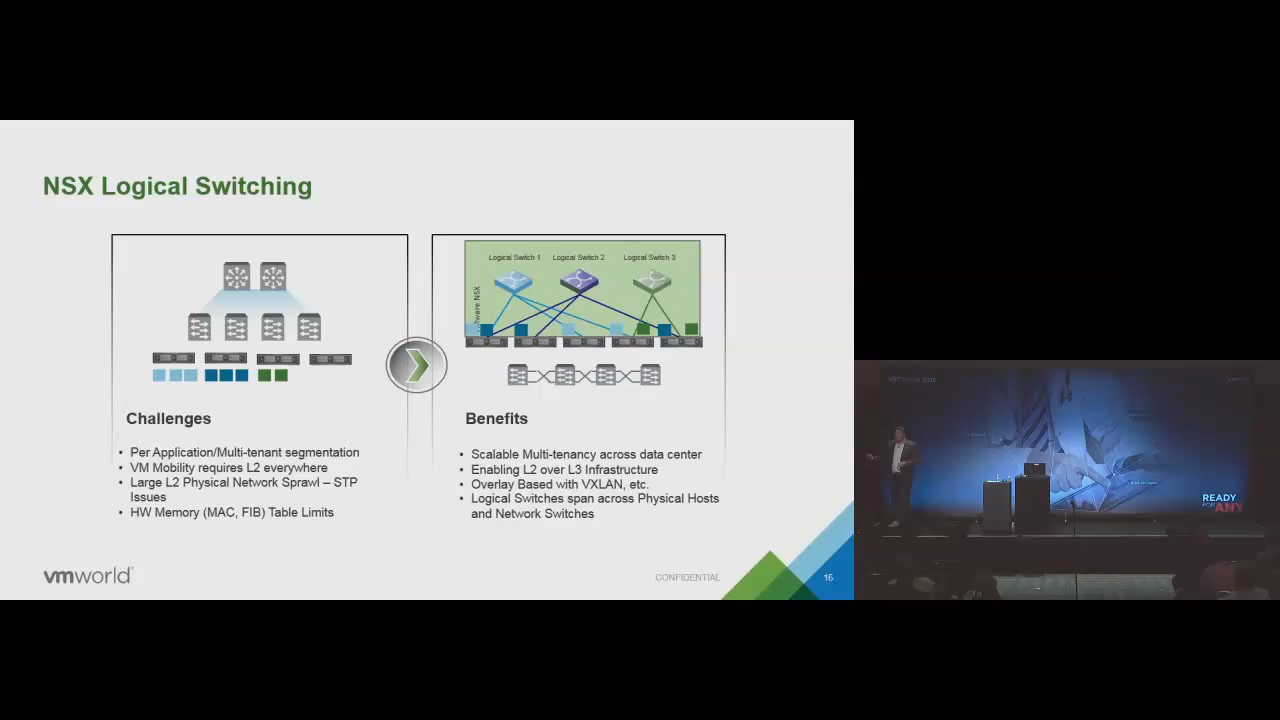 NSX Logical Switching
Logical Switch 1
Logical Switch 2
Logical Switch 3
Challenges
• Per Application/Multi-tenant segmentation
• VM Mobility requires L2 everywhere
• Large L2 Physical Network Sprawl – STP
Issues
• HW Memory (MAC, FIB) Table Limits
Benefits
• Scalable Multi-tenancy across data center
• Enabling L2 over L3 Infrastructure
• Overlay Based with VXLAN, etc.
• Logical Switches span across Physical Hosts
and Network Switches
vmworld
CONFIDENTIAL
16
READY
FOR ANY